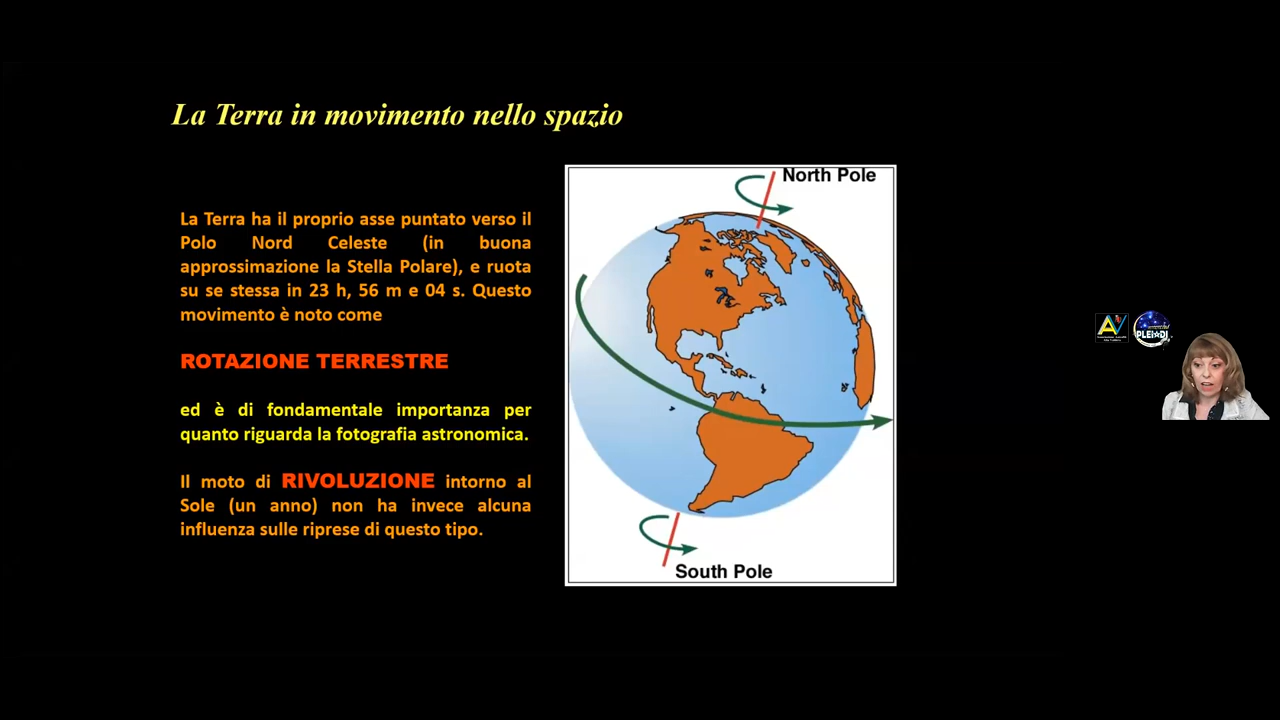 La Terra in movimento nello spazio
North Pole
La Terra ha il proprio asse puntato verso il
Polo Nord Celeste (in buona
approssimazione la Stella Polare), e ruota
su se stessa in 23 h, 56 m e 04 s. Questo
movimento è noto come
ROTAZIONE TERRESTRE
ed è di fondamentale importanza per
quanto riguarda la fotografia astronomica.
Il moto di RIVOLUZIONE intorno al
Sole (un anno) non ha invece alcuna
influenza sulle riprese di questo tipo.
South Pole
AV
PLEIADI